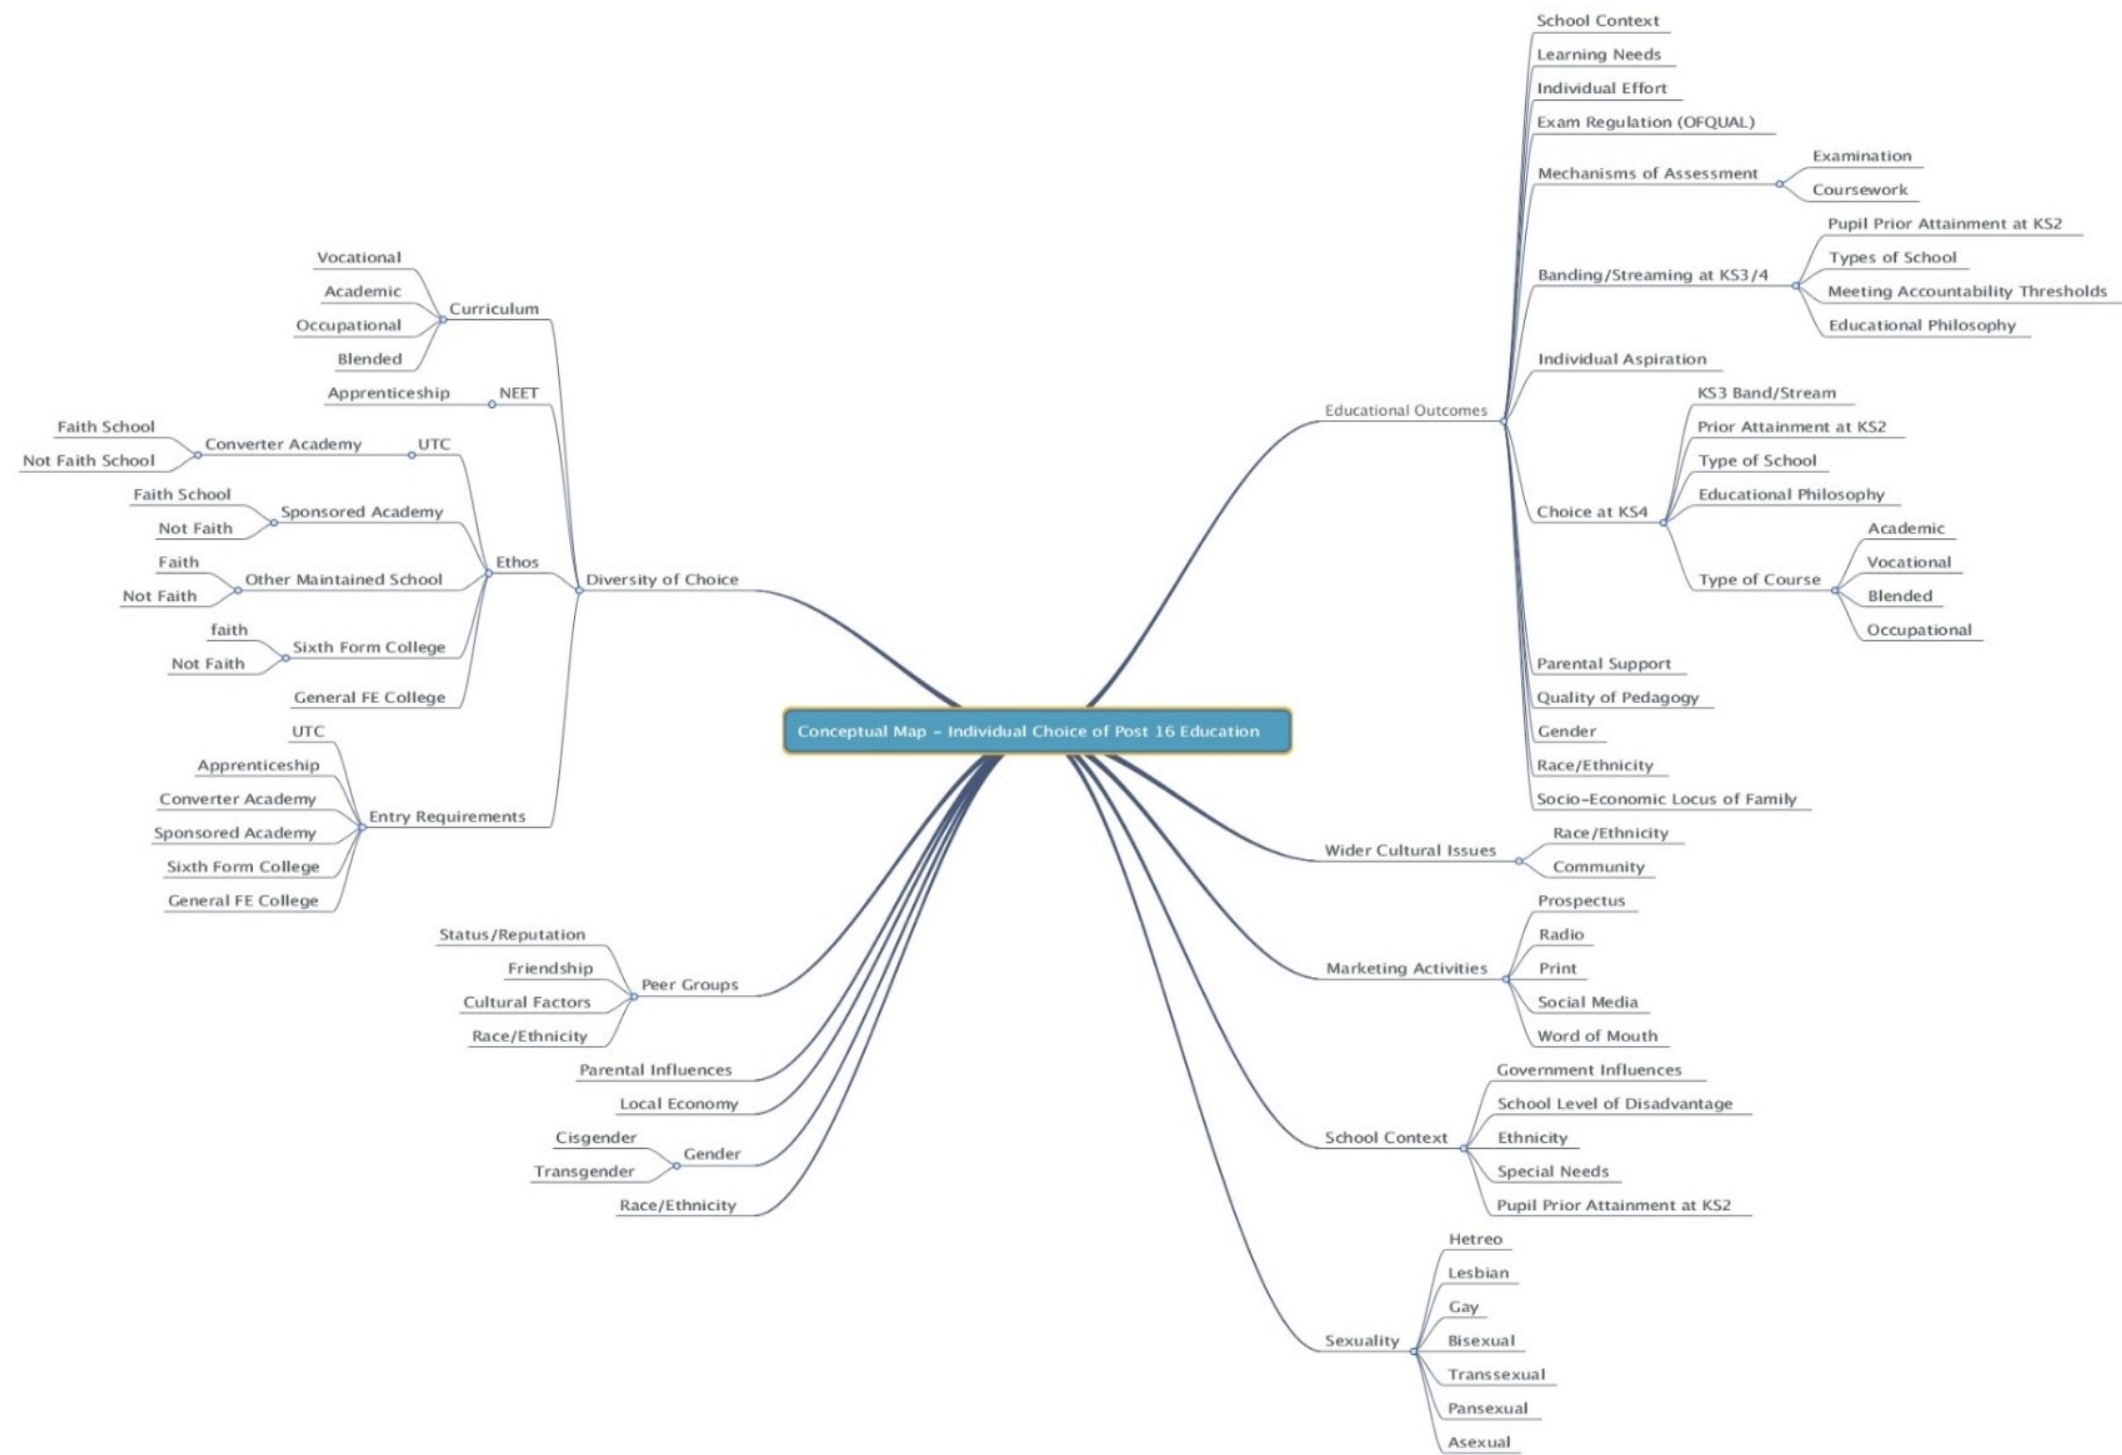 Conceptual Map - Individual Choice of Post 16 Education
Educational Outcomes
School Context
Learning Needs
Individual Effort
Exam Regulation (OFQUAL)
Mechanisms of Assessment
Examination
Coursework
Banding/Streaming at KS3/4
Pupil Prior Attainment at KS2
Types of School
Meeting Accountability Thresholds
Educational Philosophy
Individual Aspiration
Choice at KS4
KS3 Band/Stream
Prior Attainment at KS2
Type of School
Educational Philosophy
Type of Course
Academic
Vocational
Blended
Occupational
Parental Support
Quality of Pedagogy
Gender
Race/Ethnicity
Socio-Economic Locus of Family
Wider Cultural Issues
Race/Ethnicity
Community
Marketing Activities
Prospectus
Radio
Print
Social Media
Word of Mouth
School Context
Government Influences
School Level of Disadvantage
Ethnicity
Special Needs
Pupil Prior Attainment at KS2
Sexuality
Hetreo
Lesbian
Gay
Bisexual
Transsexual
Pansexual
Asexual
Diversity of Choice
Curriculum
Vocational
Academic
Occupational
Blended
NEET
Apprenticeship
Ethos
UTC
Converter Academy
Faith School
Not Faith School
Sponsored Academy
Faith School
Not Faith
Other Maintained School
Faith
Not Faith
Sixth Form College
faith
Not Faith
General FE College
Entry Requirements
UTC
Apprenticeship
Converter Academy
Sponsored Academy
Sixth Form College
General FE College
Peer Groups
Status/Reputation
Friendship
Cultural Factors
Race/Ethnicity
Parental Influences
Local Economy
Gender
Cisgender
Transgender
Race/Ethnicity